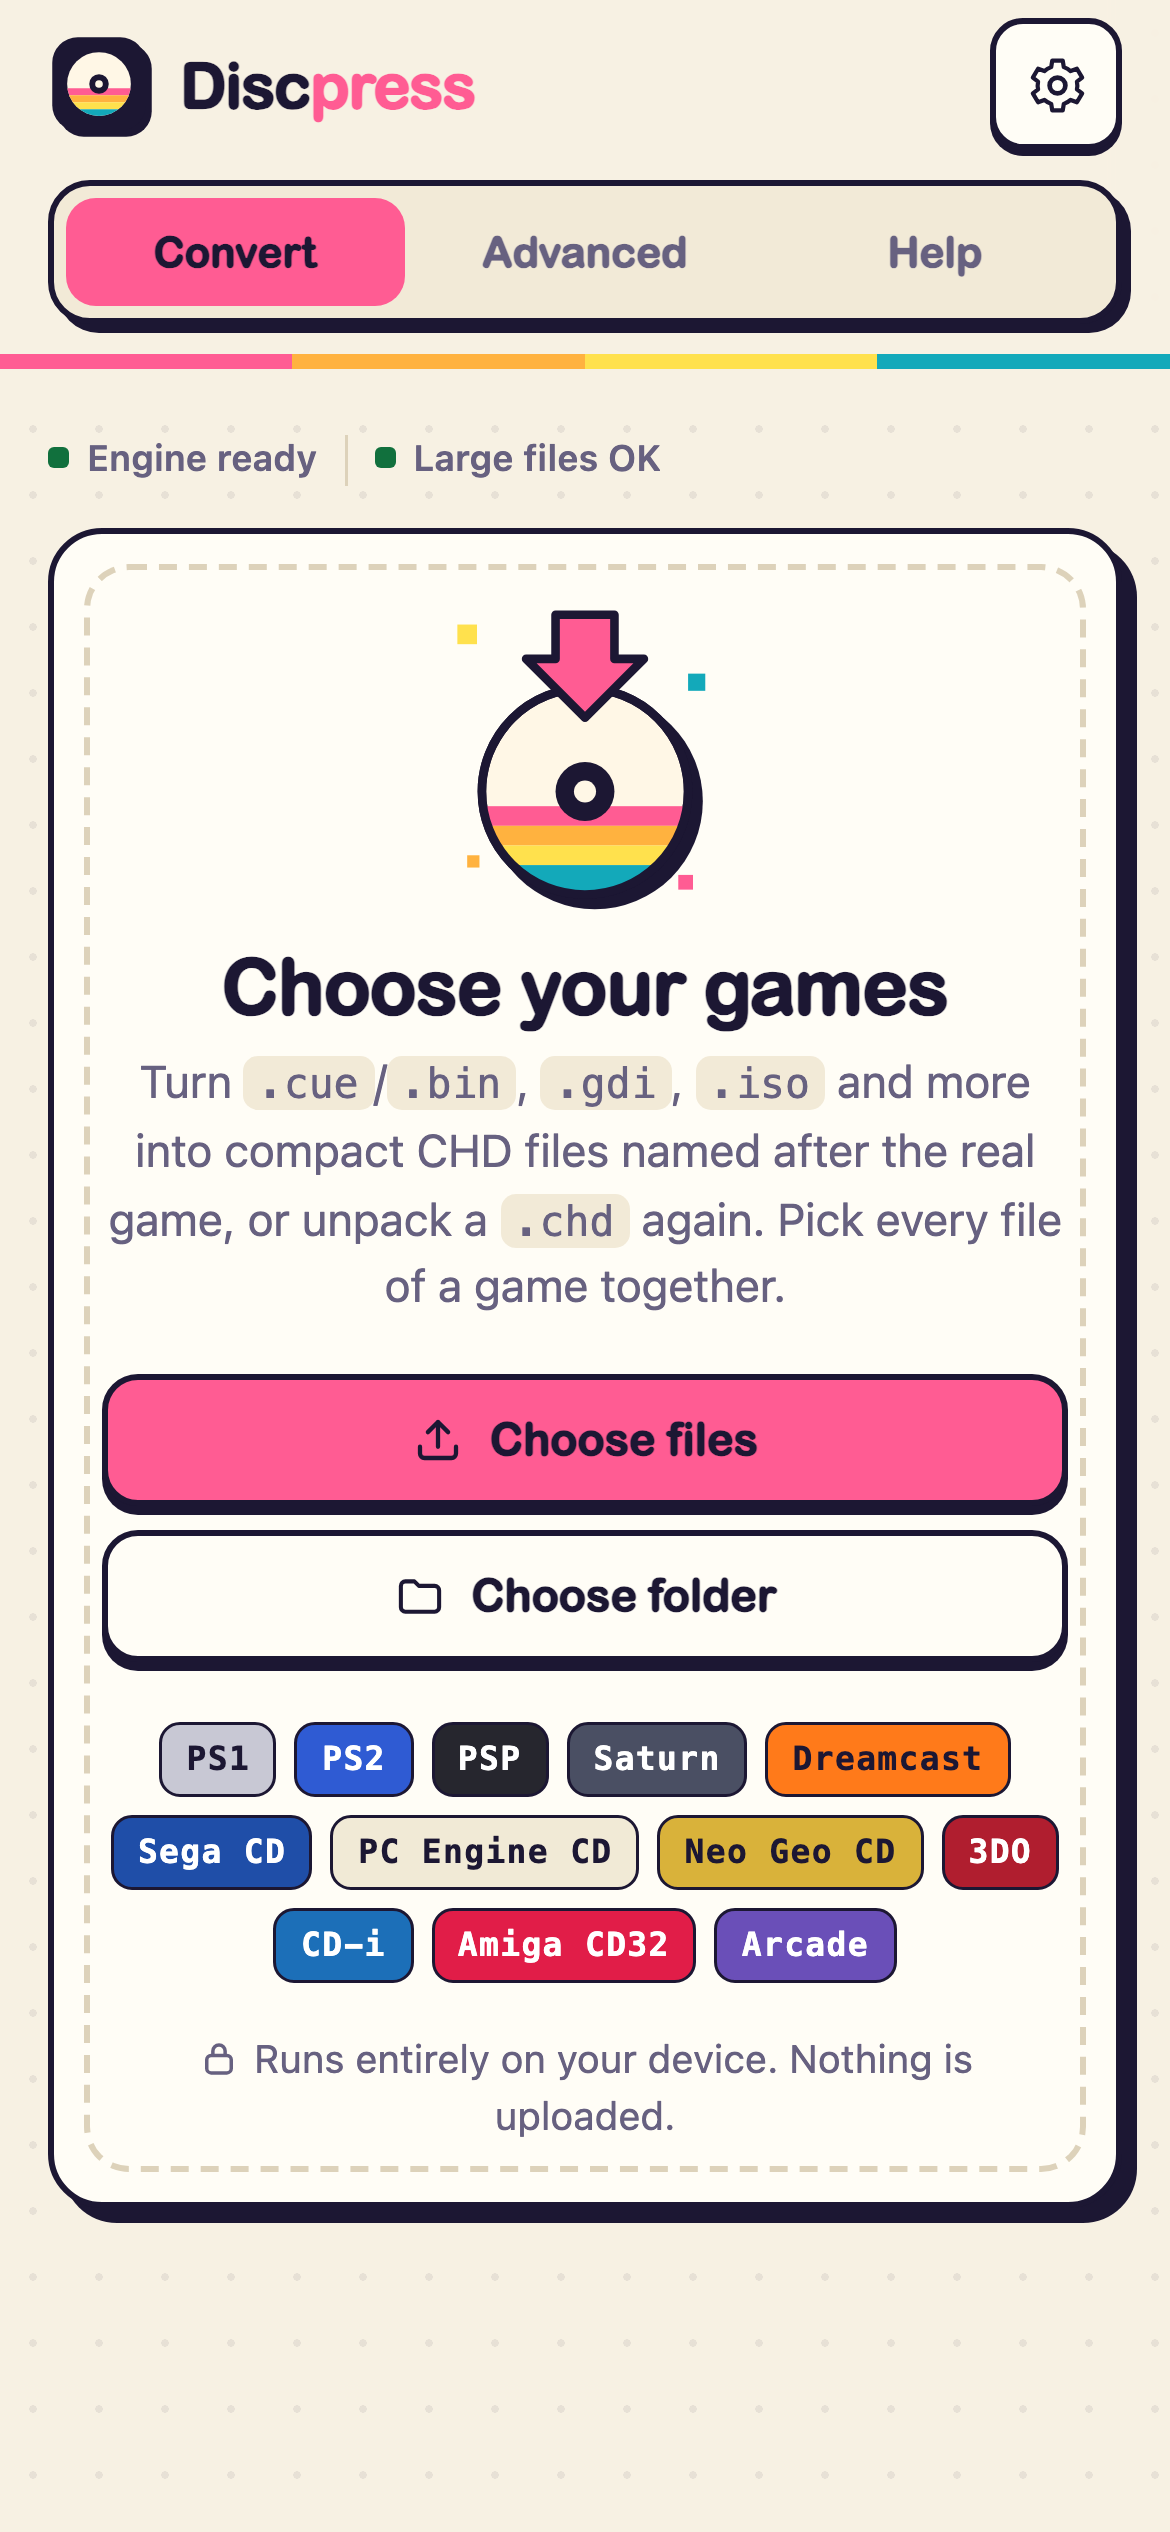 Discpress
Convert Advanced Help
Engine ready Large files OK
Choose your games
Turn .cue/.bin, .gdi, .iso and more
into compact CHD files named after the real
game, or unpack a .chd again. Pick every file
of a game together.
Choose files
Choose folder
PS1 PS2 PSP Saturn Dreamcast
Sega CD PC Engine CD Neo Geo CD 3DO
CD-i Amiga CD32 Arcade
Runs entirely on your device. Nothing is
uploaded.